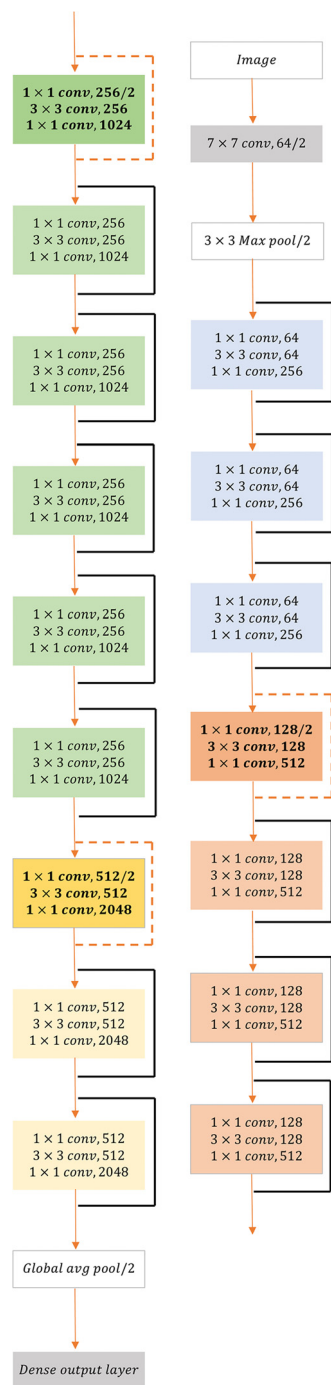 1 × 1 conv, 256/2
3 × 3 conv, 256
1 × 1 conv, 1024
1 × 1 conv, 256
3 × 3 conv, 256
1 × 1 conv, 1024
1 × 1 conv, 256
3 × 3 conv, 256
1 × 1 conv, 1024
1 × 1 conv, 256
3 × 3 conv, 256
1 × 1 conv, 1024
1 × 1 conv, 256
3 × 3 conv, 256
1 × 1 conv, 1024
1 × 1 conv, 256
3 × 3 conv, 256
1 × 1 conv, 1024
1 × 1 conv, 512/2
3 × 3 conv, 512
1 × 1 conv, 2048
1 × 1 conv, 512
3 × 3 conv, 512
1 × 1 conv, 2048
1 × 1 conv, 512
3 × 3 conv, 512
1 × 1 conv, 2048
Global avg pool/2
Dense output layer
Image
7 × 7 conv, 64/2
3 × 3 Max pool/2
1 × 1 conv, 64
3 × 3 conv, 64
1 × 1 conv, 256
1 × 1 conv, 64
3 × 3 conv, 64
1 × 1 conv, 256
1 × 1 conv, 64
3 × 3 conv, 64
1 × 1 conv, 256
1 × 1 conv, 128/2
3 × 3 conv, 128
1 × 1 conv, 512
1 × 1 conv, 128
3 × 3 conv, 128
1 × 1 conv, 512
1 × 1 conv, 128
3 × 3 conv, 128
1 × 1 conv, 512
1 × 1 conv, 128
3 × 3 conv, 128
1 × 1 conv, 512